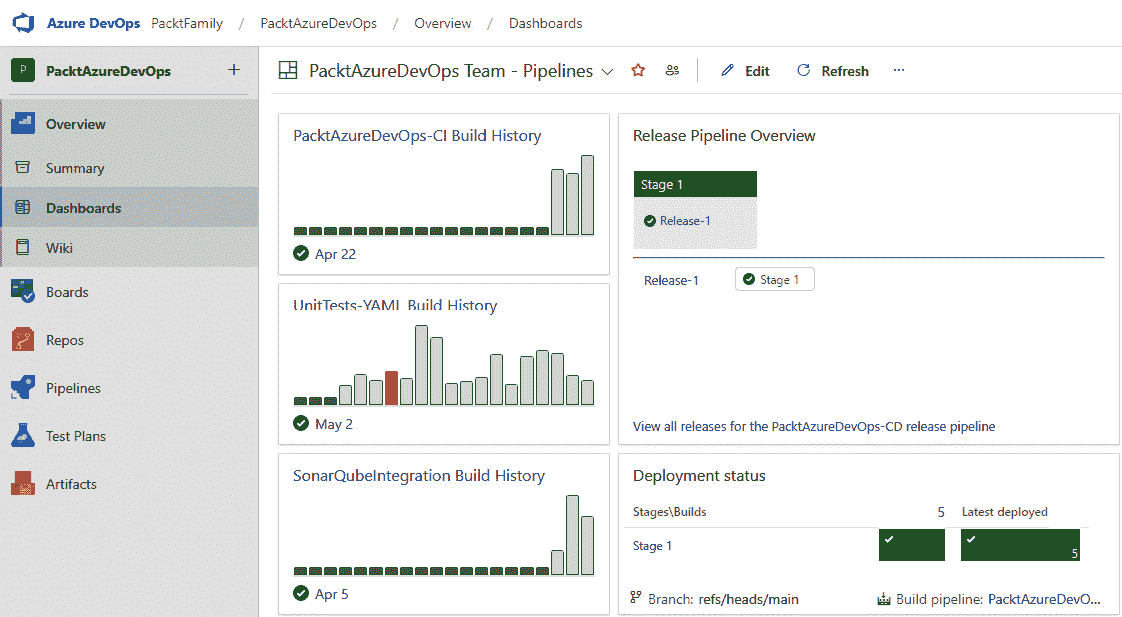 Azure DevOps PacktFamily / PacktAzureDevOps / Overview / Dashboards
P PacktAzureDevOps +
Overview
Summary
Dashboards
Wiki
Boards
Repos
Pipelines
Test Plans
Artifacts
PacktAzureDevOps Team - Pipelines Edit Refresh ...
PacktAzureDevOps-CI Build History
Apr 22
UnitTests-YAML Build History
May 2
SonarQubeIntegration Build History
Apr 5
Release Pipeline Overview
Stage 1
Release-1
Release-1 Stage 1
View all releases for the PacktAzureDevOps-CD release pipeline
Deployment status
Stages\Builds 5 Latest deployed
Stage 1 5
Branch: refs/heads/main Build pipeline: PacktAzureDevO...